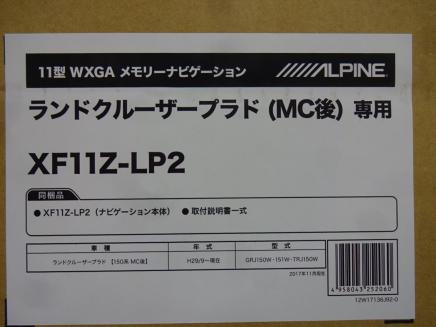 11型 WXGA メモリーナビゲーション
ALPINE
ランドクルーザープラド (MC後) 専用
XF11Z-LP2
同梱品
● XF11Z-LP2（ナビゲーション本体） ● 取付説明書一式
車種 年式 型式
ランドクルーザープラド【150系 MC後】 H29/9～現在 GRJ150W・151W・TRJ150W
2017年11月現在
4 958043 252060
12W17136J92-0